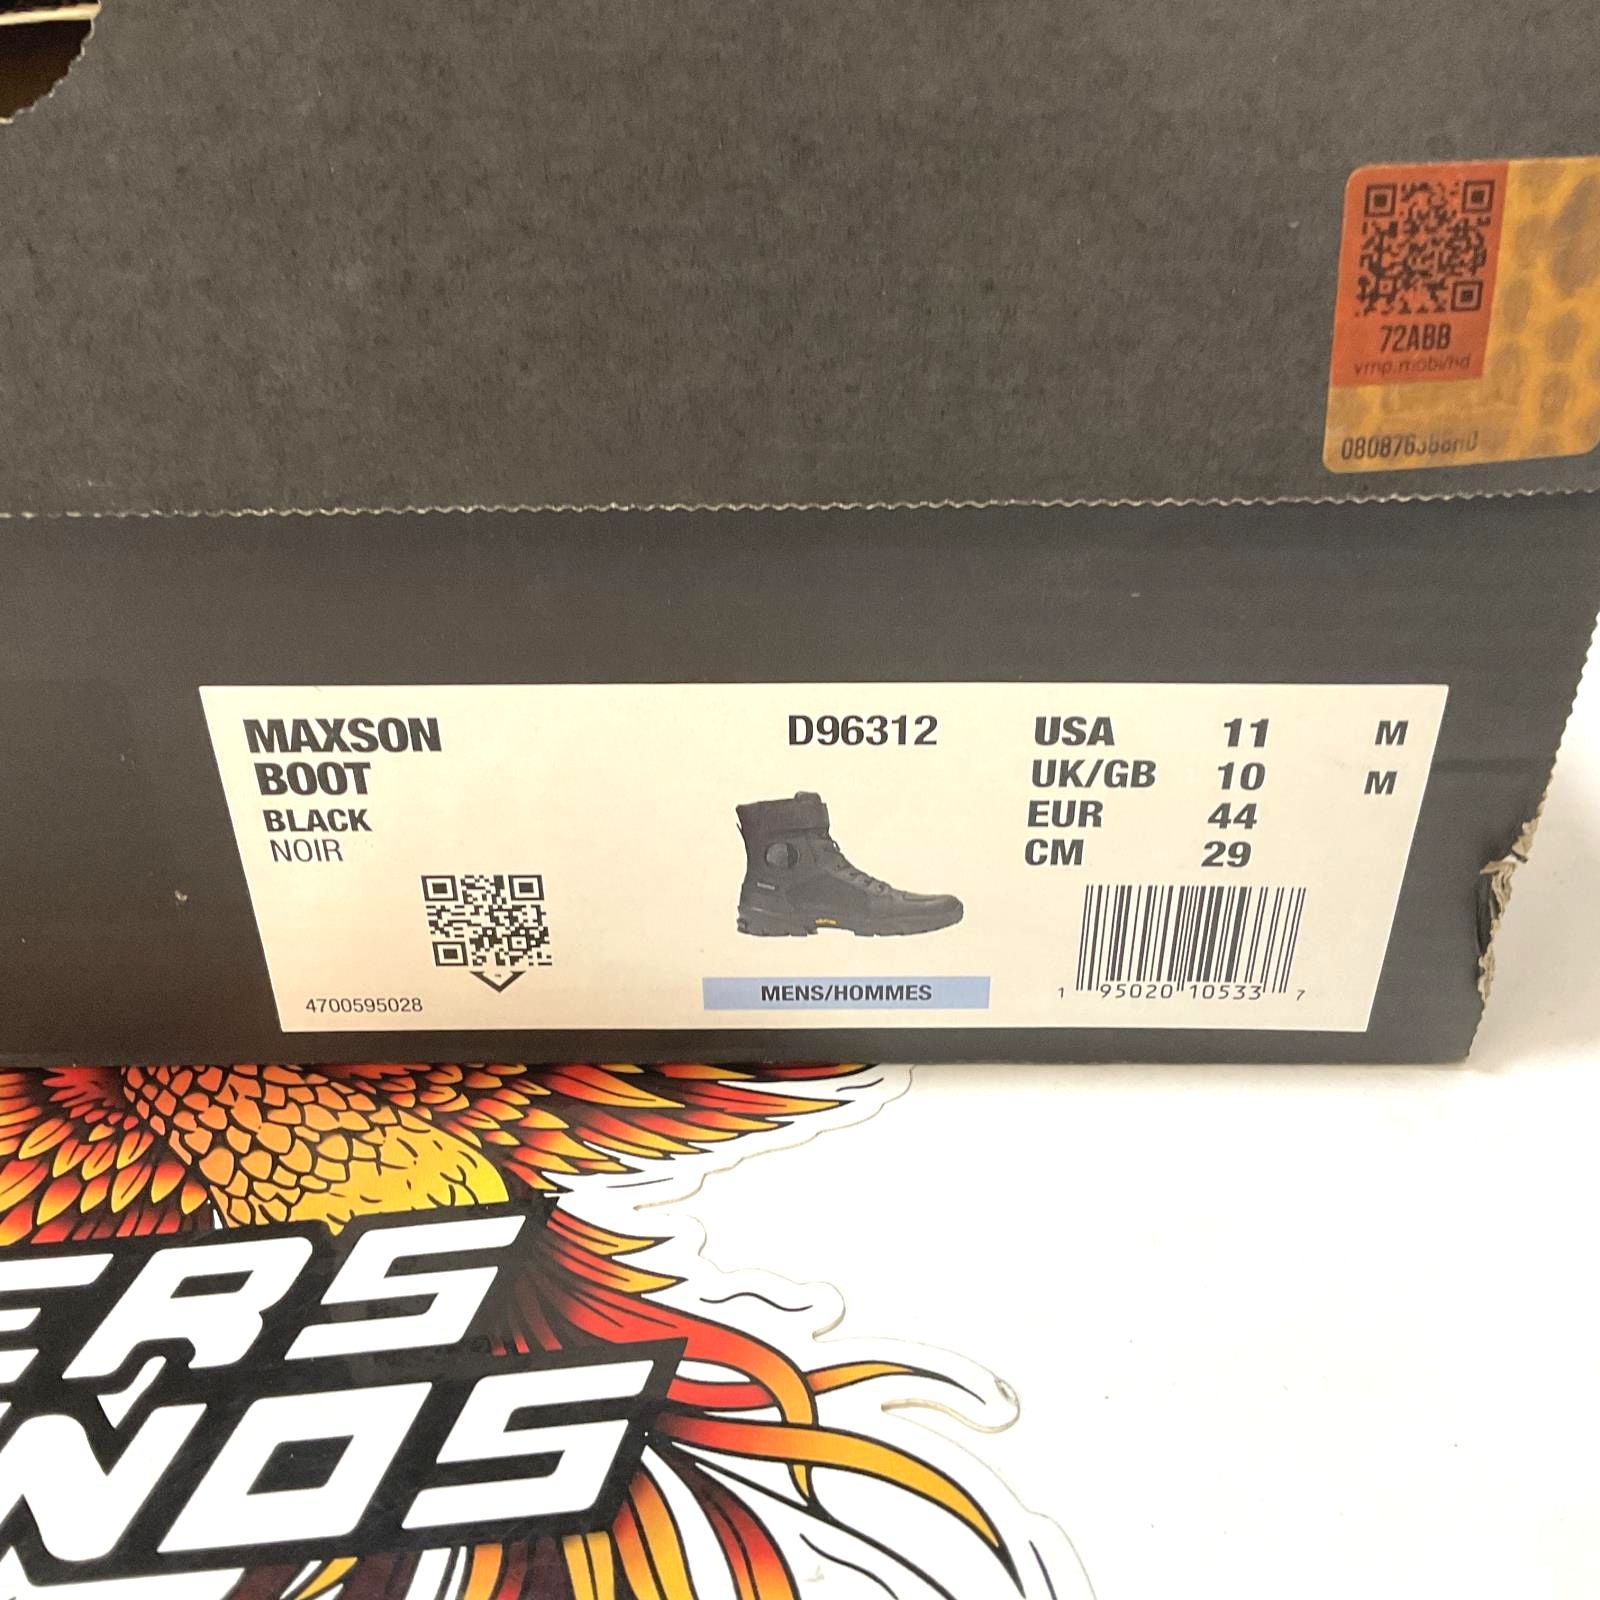 72ABB
vmp.mobi/hd
MAXSON
BOOT
BLACK
NOIR
4700595028
D96312
MENS/HOMMES
USA 11 M
UK/GB 10 M
EUR 44
CM 29
1 95020 10533 7
ERS
NOS